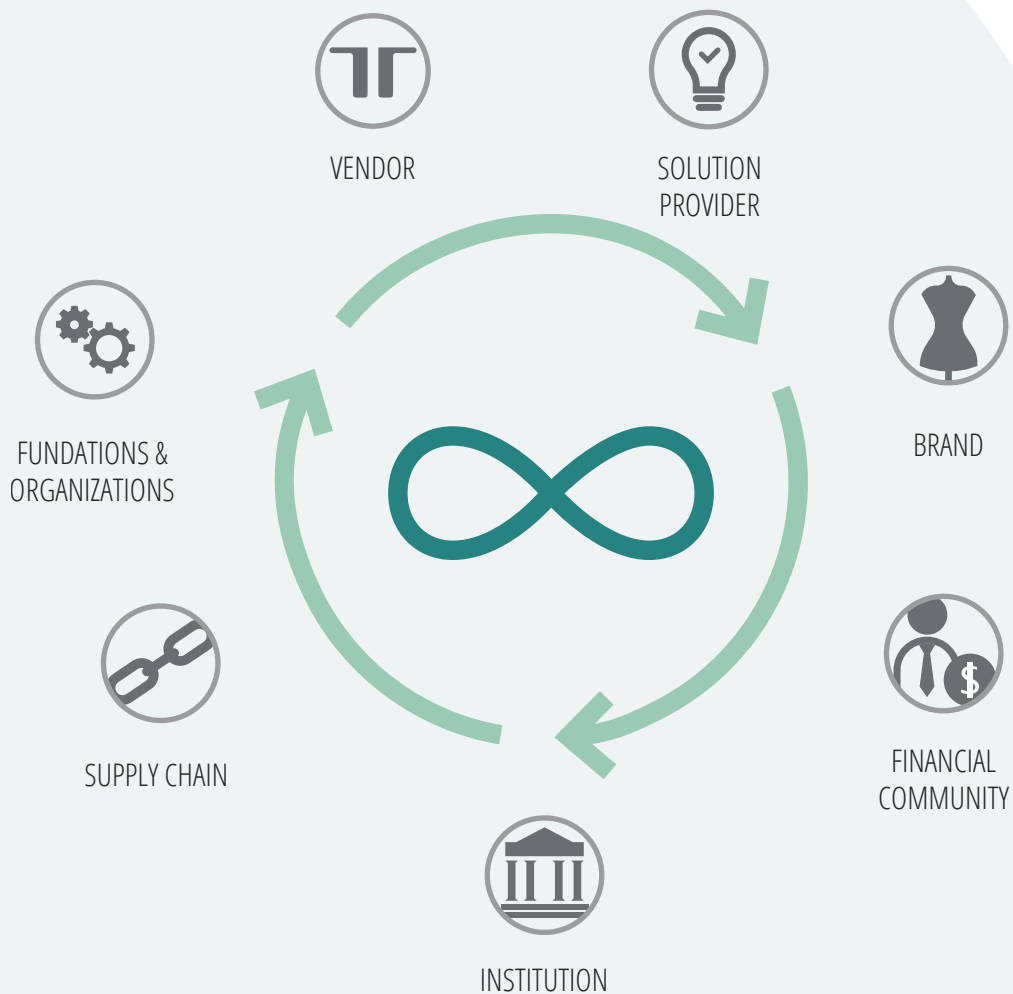 VENDOR
SOLUTION
PROVIDER
BRAND
FUNDATIONS &
ORGANIZATIONS
FINANCIAL
COMMUNITY
SUPPLY CHAIN
INSTITUTION
$